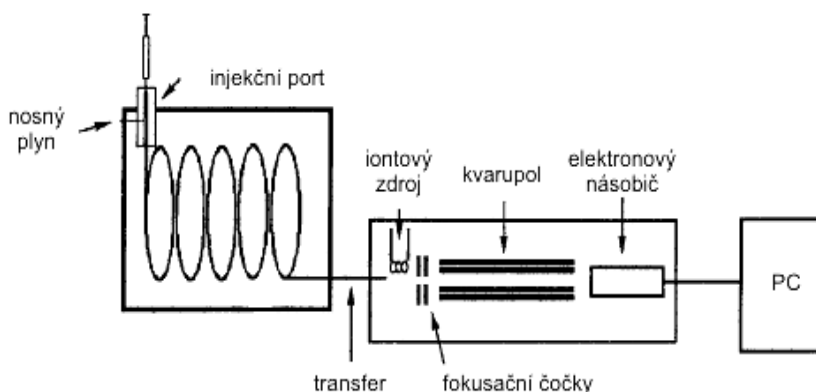 injekční port
nosný
plyn
iontový
zdroj
kvarupol
elektronový
násobič
PC
transfer
fokusační čočky